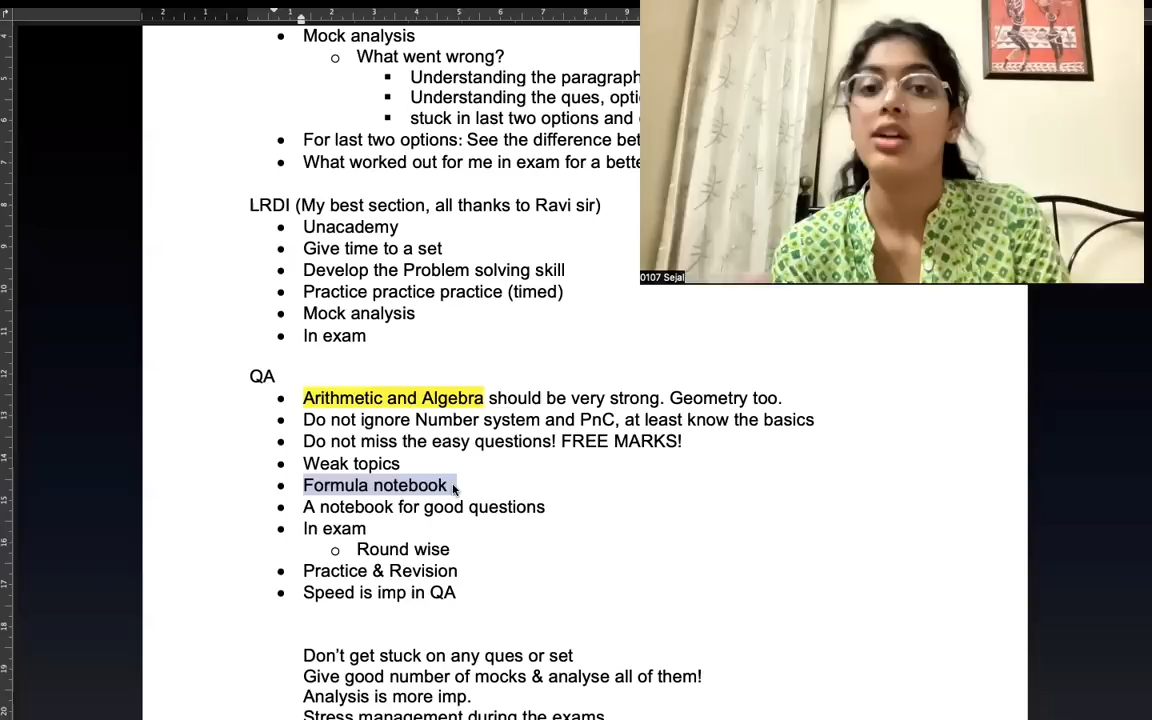 Mock analysis
What went wrong?
Understanding the paragraph
Understanding the ques, opti
stuck in last two options and
For last two options: See the difference bet
What worked out for me in exam for a bette
LRDI (My best section, all thanks to Ravi sir)
Unacademy
Give time to a set
Develop the Problem solving skill
Practice practice practice (timed)
Mock analysis
In exam
0107 Sejal
QA
Arithmetic and Algebra should be very strong. Geometry too.
Do not ignore Number system and PnC, at least know the basics
Do not miss the easy questions! FREE MARKS!
Weak topics
Formula notebook
A notebook for good questions
In exam
Round wise
Practice & Revision
Speed is imp in QA
Don't get stuck on any ques or set
Give good number of mocks & analyse all of them!
Analysis is more imp.
Stress management during the exams